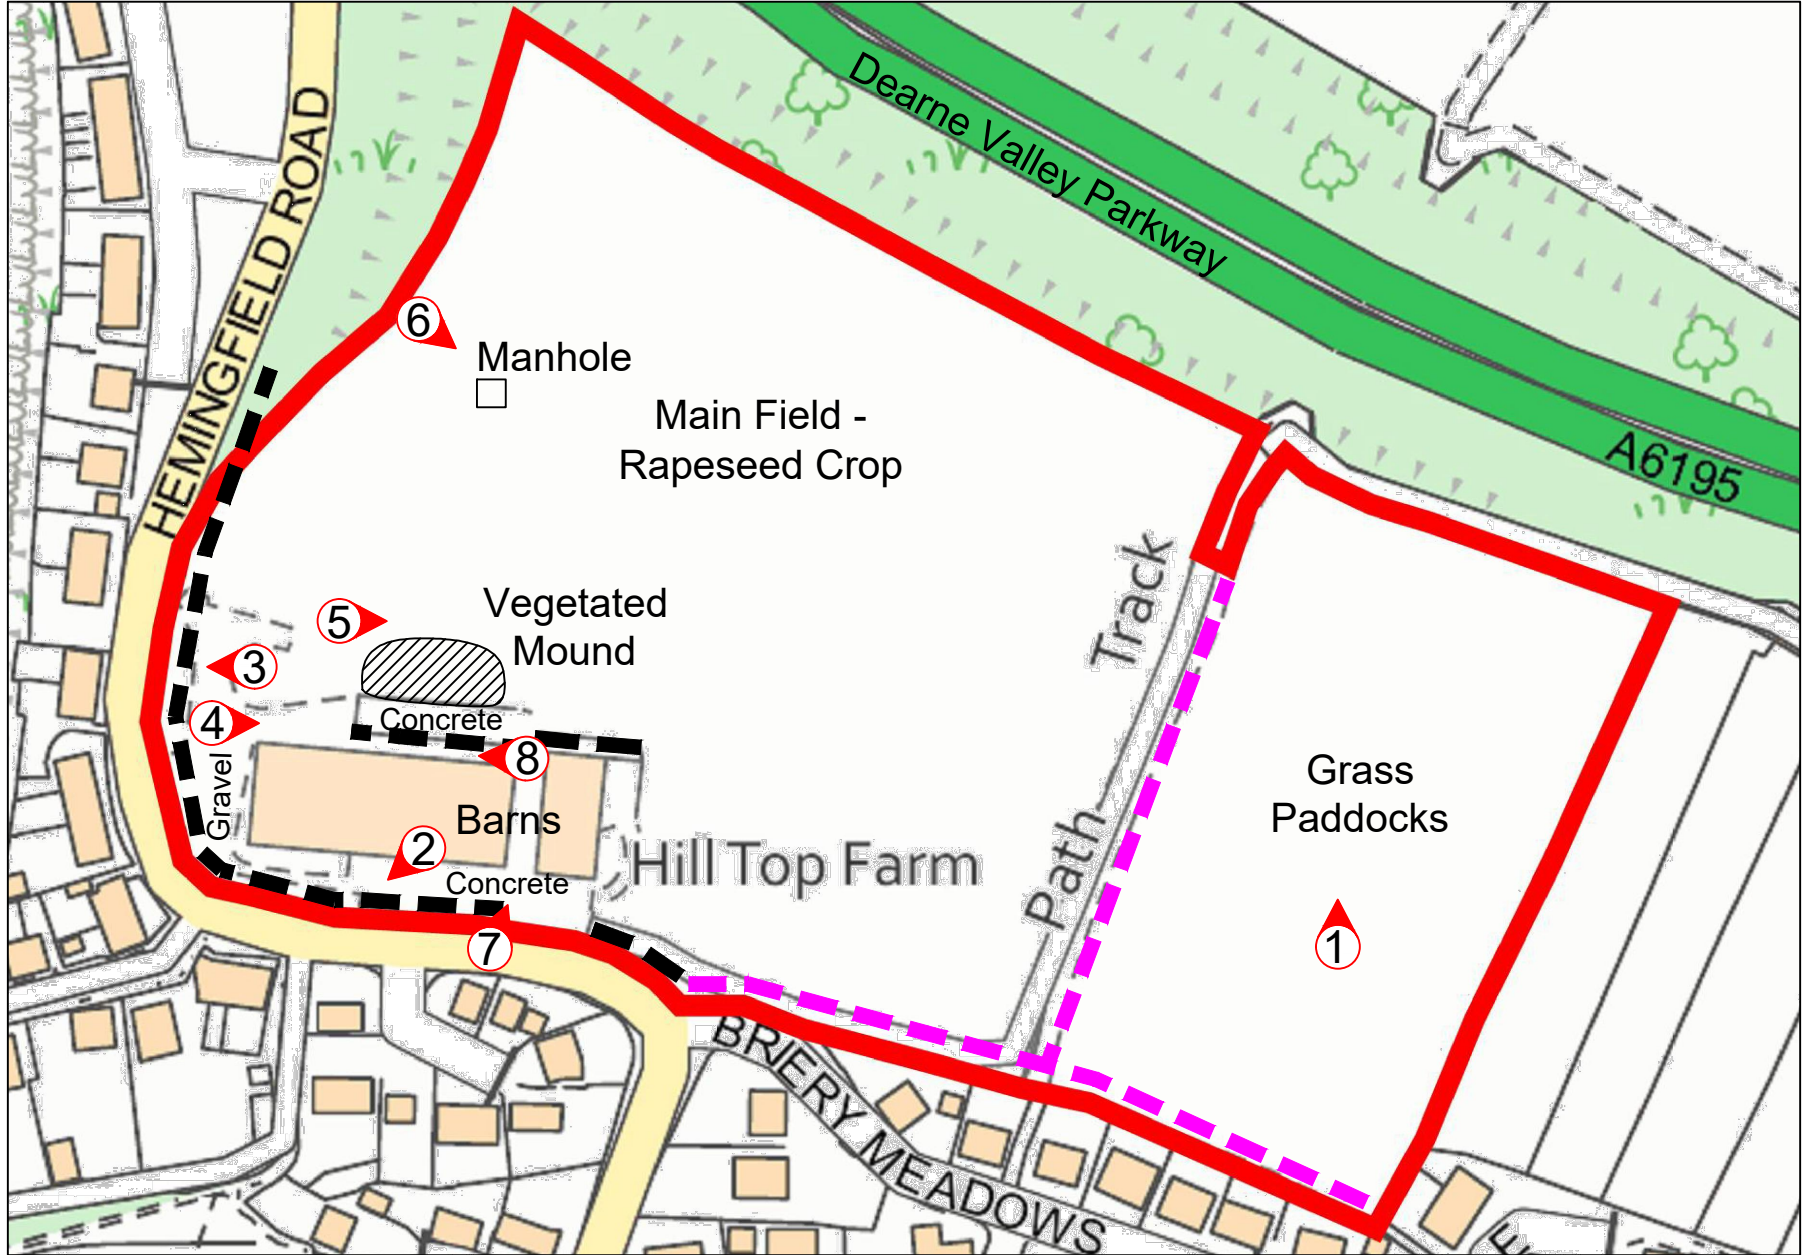 Dearne Valley Parkway
HEMINGFIELD ROAD
6
Manhole
Main Field -
Rapeseed Crop
A6195
Track
5
Vegetated
Mound
3
4
Concrete
8
Gravel
Barns
2
Concrete
Hill Top Farm
Path
Grass
Paddocks
1
7
BRIERY MEADOWS